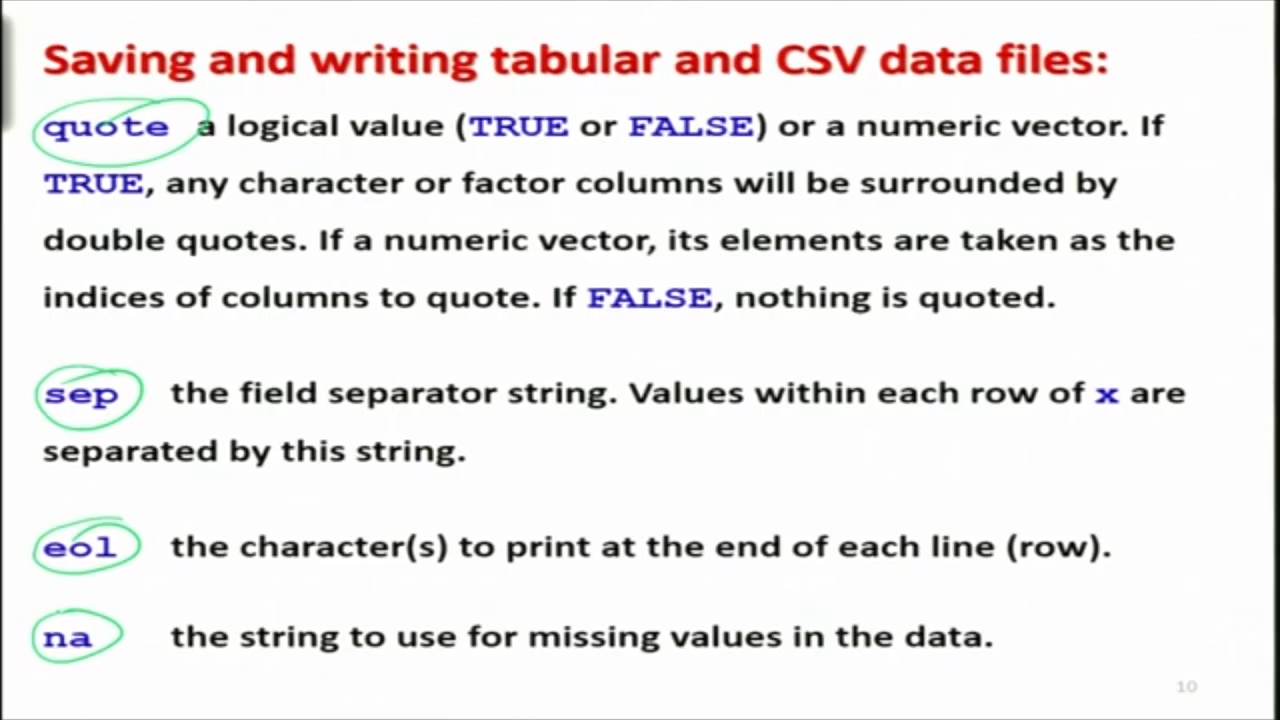 Saving and writing tabular and CSV data files:
quote a logical value (TRUE or FALSE) or a numeric vector. If
TRUE, any character or factor columns will be surrounded by
double quotes. If a numeric vector, its elements are taken as the
indices of columns to quote. If FALSE, nothing is quoted.
sep the field separator string. Values within each row of x are
separated by this string.
eol the character(s) to print at the end of each line (row).
na the string to use for missing values in the data.
10